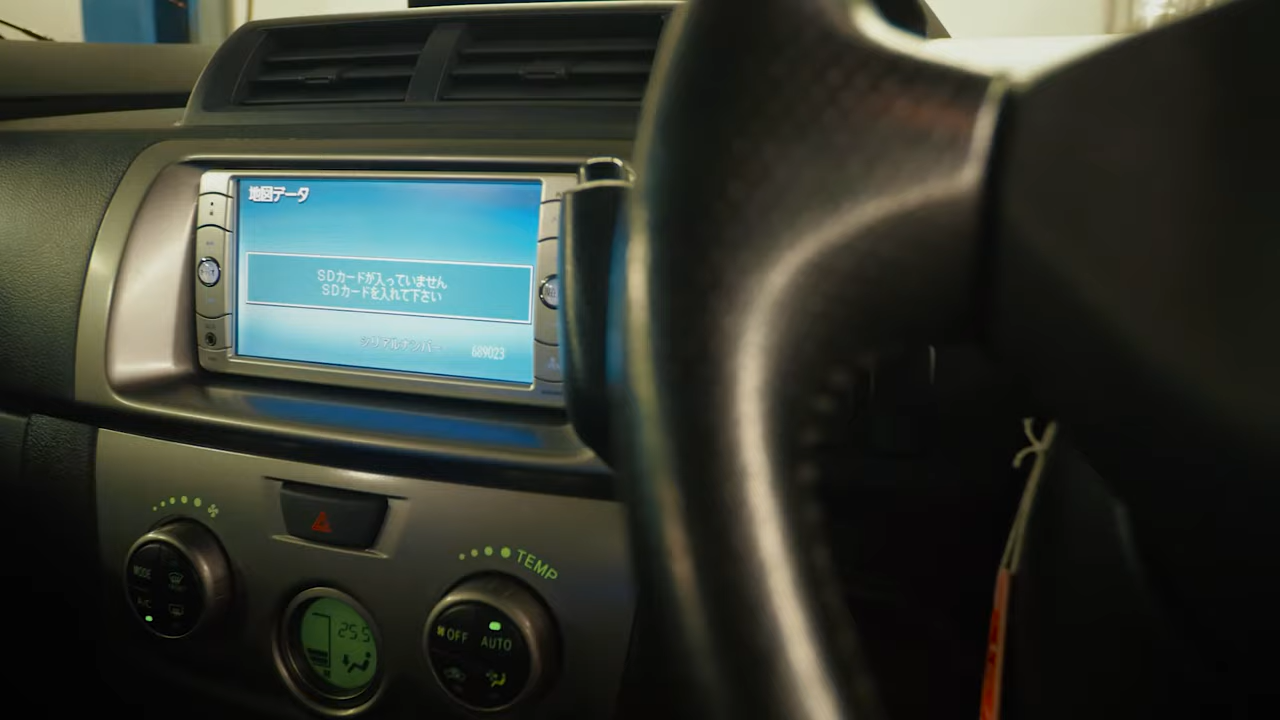 地図データ
SDカードが入っていません
SDカードを入れて下さい
シリアルナンバー 689023
TEMP
MODE
A/C
25.5
OFF AUTO